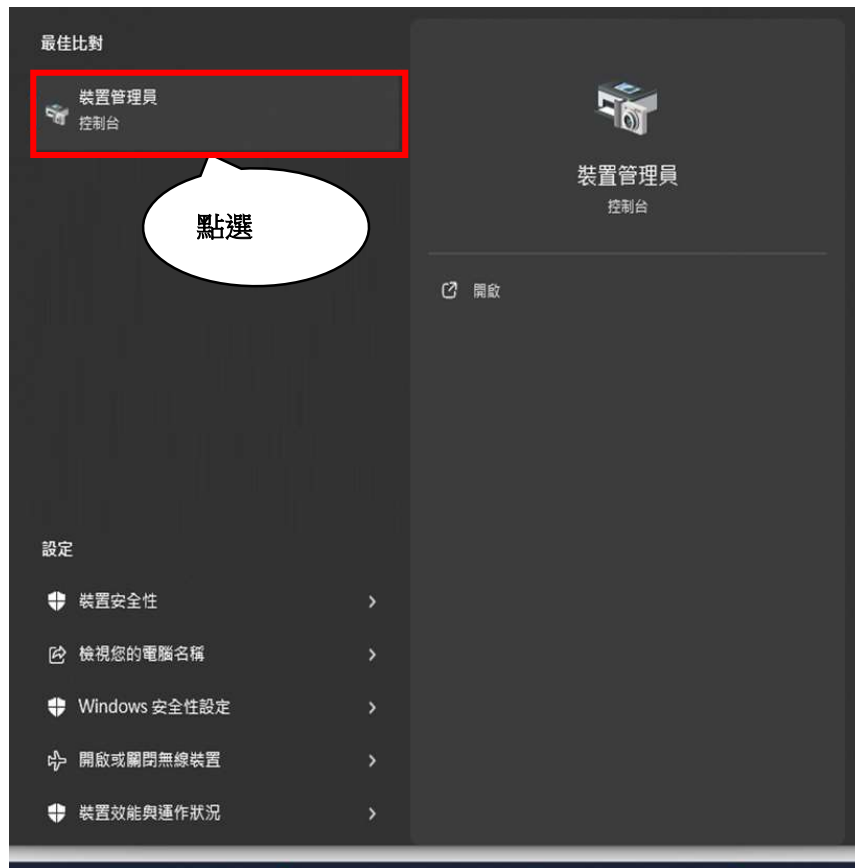 最佳比對
裝置管理員
控制台
點選
設定
裝置安全性
檢視您的電腦名稱
Windows 安全性設定
開啟或關閉無線裝置
裝置效能與運作狀況
裝置管理員
控制台
開啟